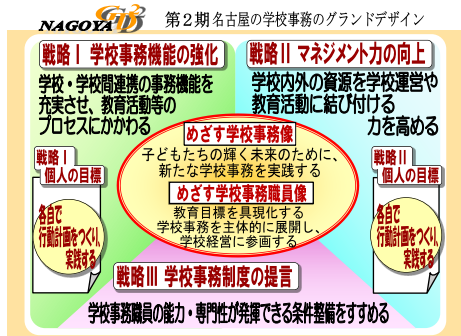 NAGOYA GD2 第2期名古屋の学校事務のグランドデザイン
戦略Ⅰ 学校事務機能の強化
学校・学校間連携の事務機能を
充実させ、教育活動等の
プロセスにかかわる
戦略Ⅱ マネジメント力の向上
学校内外の資源を学校運営や
教育活動に結び付ける
力を高める
めざす学校事務像
子どもたちの輝く未来のために、
新たな学校事務を実践する
めざす学校事務職員像
教育目標を具現化する
学校事務を主体的に展開し、
学校経営に参画する
戦略Ⅰ
個人の目標
各自で
行動計画をつくり、
実践する
戦略Ⅱ
個人の目標
各自で
行動計画をつくり、
実践する
戦略Ⅲ 学校事務制度の提言
学校事務職員の能力・専門性が発揮できる条件整備をすすめる